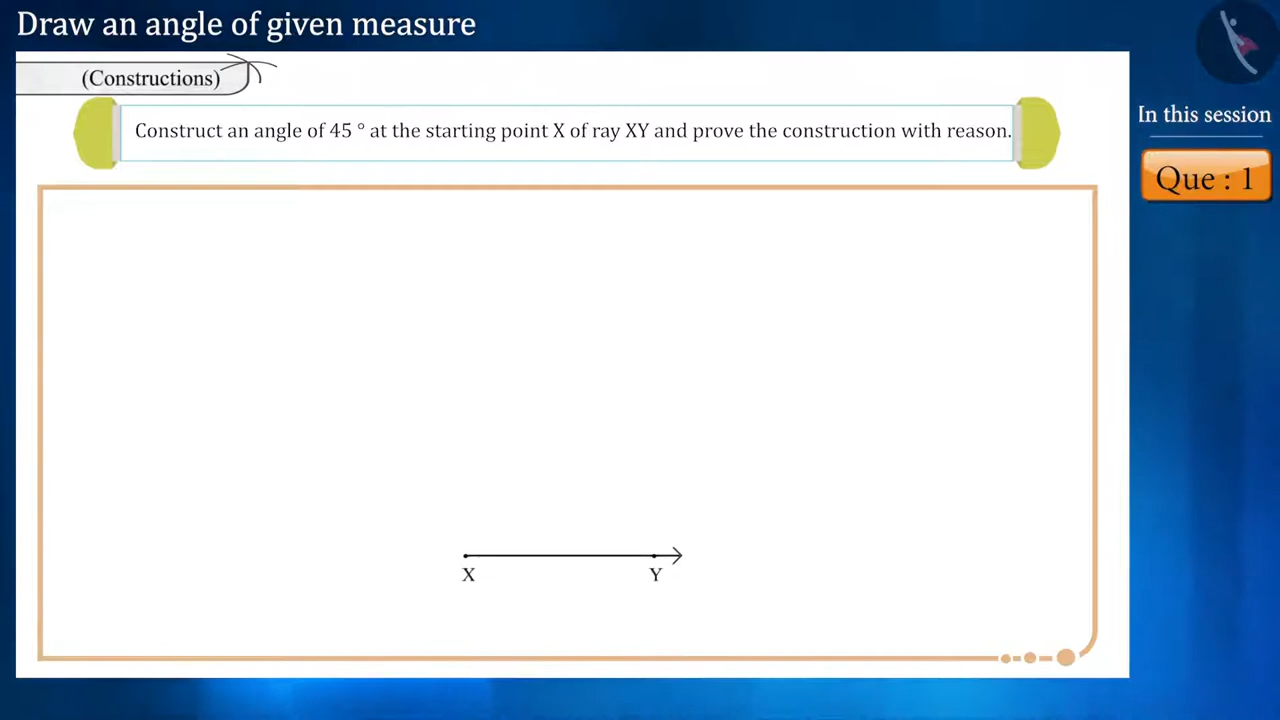 Draw an angle of given measure
(Constructions)
Construct an angle of 45 ° at the starting point X of ray XY and prove the construction with reason.
In this session
Que : 1
X
Y